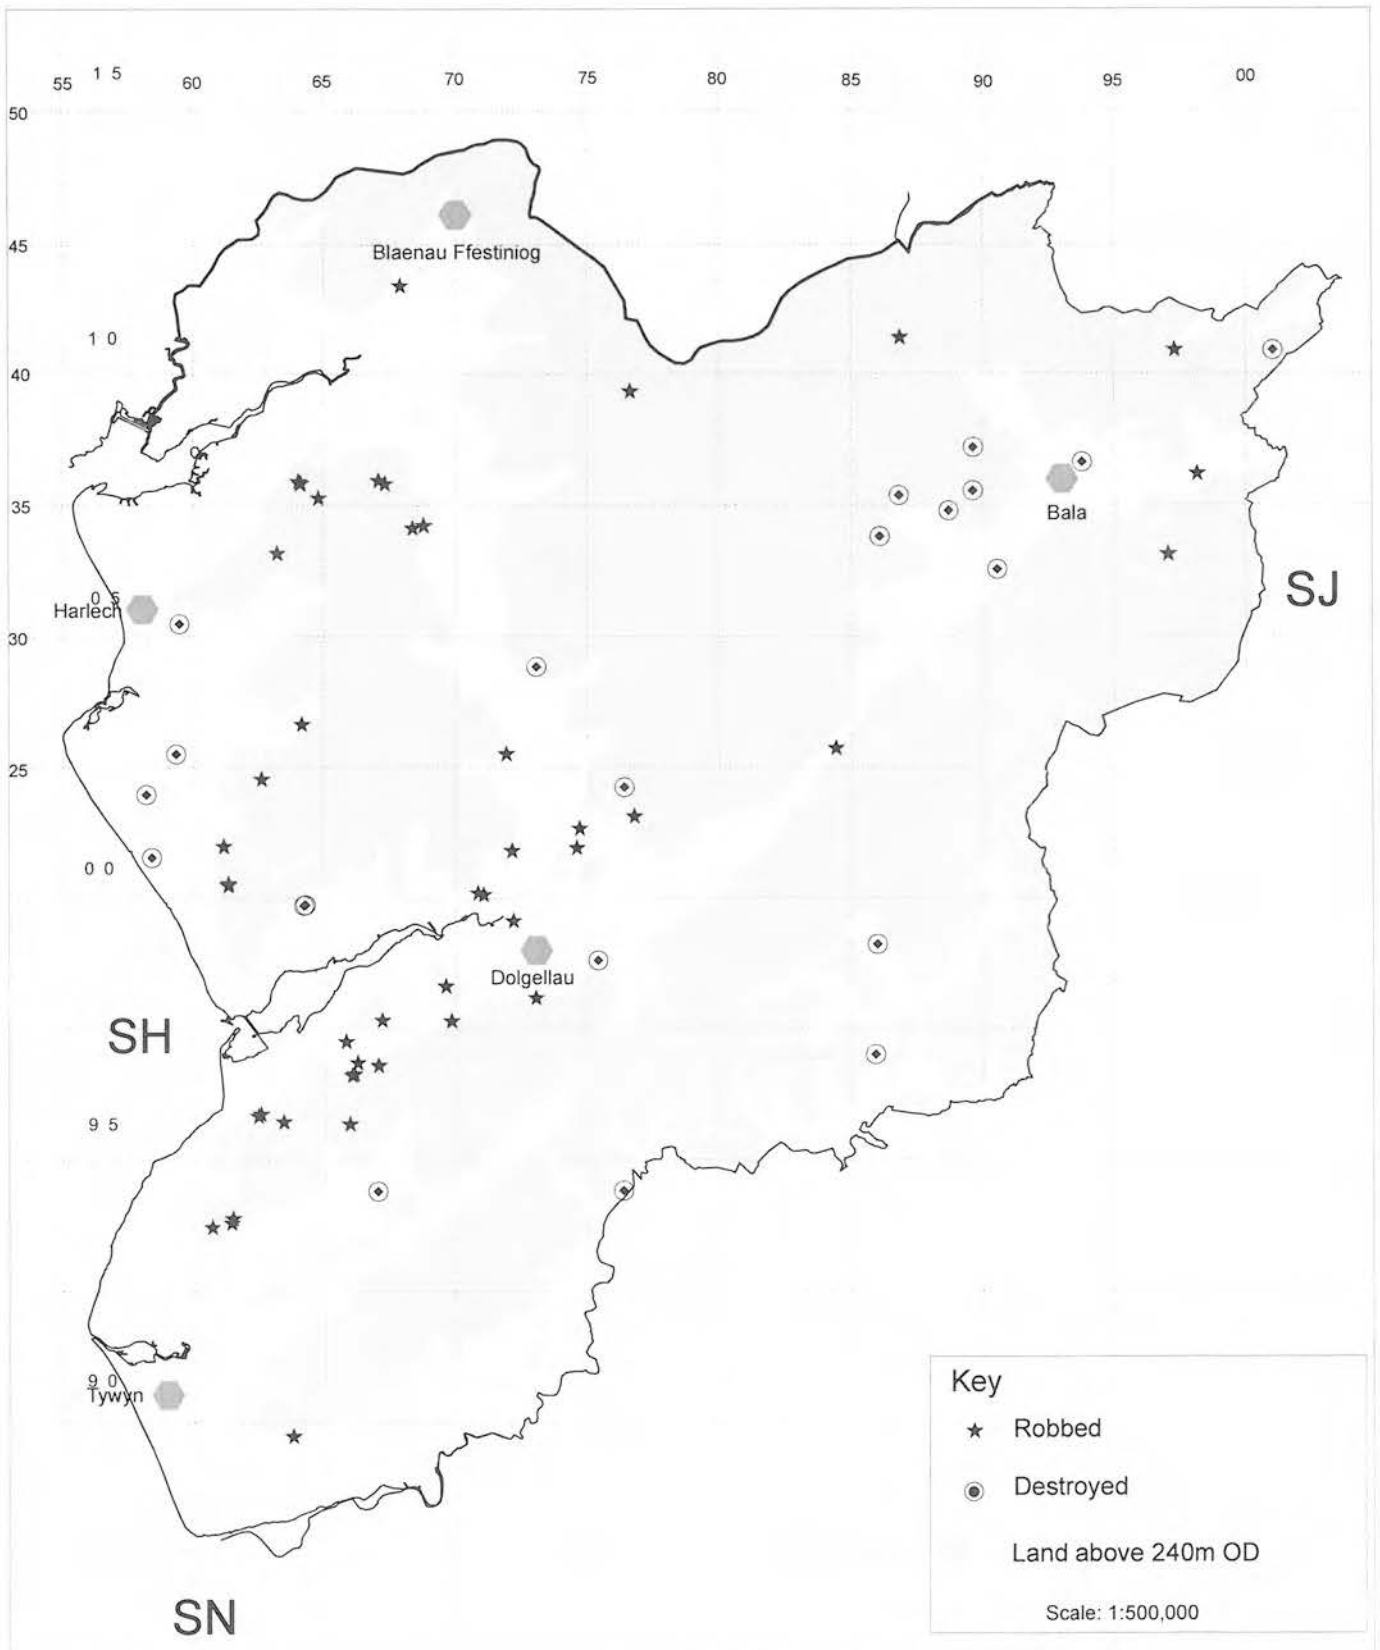 55 1 5 60 65 70 75 80 85 90 95 00
50
45
Blaenau Ffestiniog
1 0
40
35
Bala
0 5
Harlech
SJ
30
25
0 0
Dolgellau
SH
9 5
9 0
Tywyn
Key
Robbed
Destroyed
Land above 240m OD
Scale: 1:500,000
SN